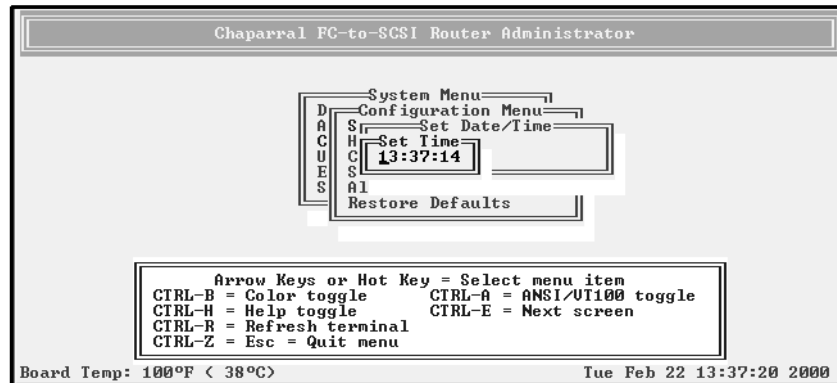 Chaparral FC-to-SCSI Router Administrator
System Menu
D Configuration Menu
A S Set Date/Time
C H Set Time
U C 13:37:14
E S
S Al
Restore Defaults
Arrow Keys or Hot Key = Select menu item
CTRL-B = Color toggle CTRL-A = ANSI/VT100 toggle
CTRL-H = Help toggle CTRL-E = Next screen
CTRL-R = Refresh terminal
CTRL-Z = Esc = Quit menu
Board Temp: 100ºF ( 38ºC) Tue Feb 22 13:37:20 2000